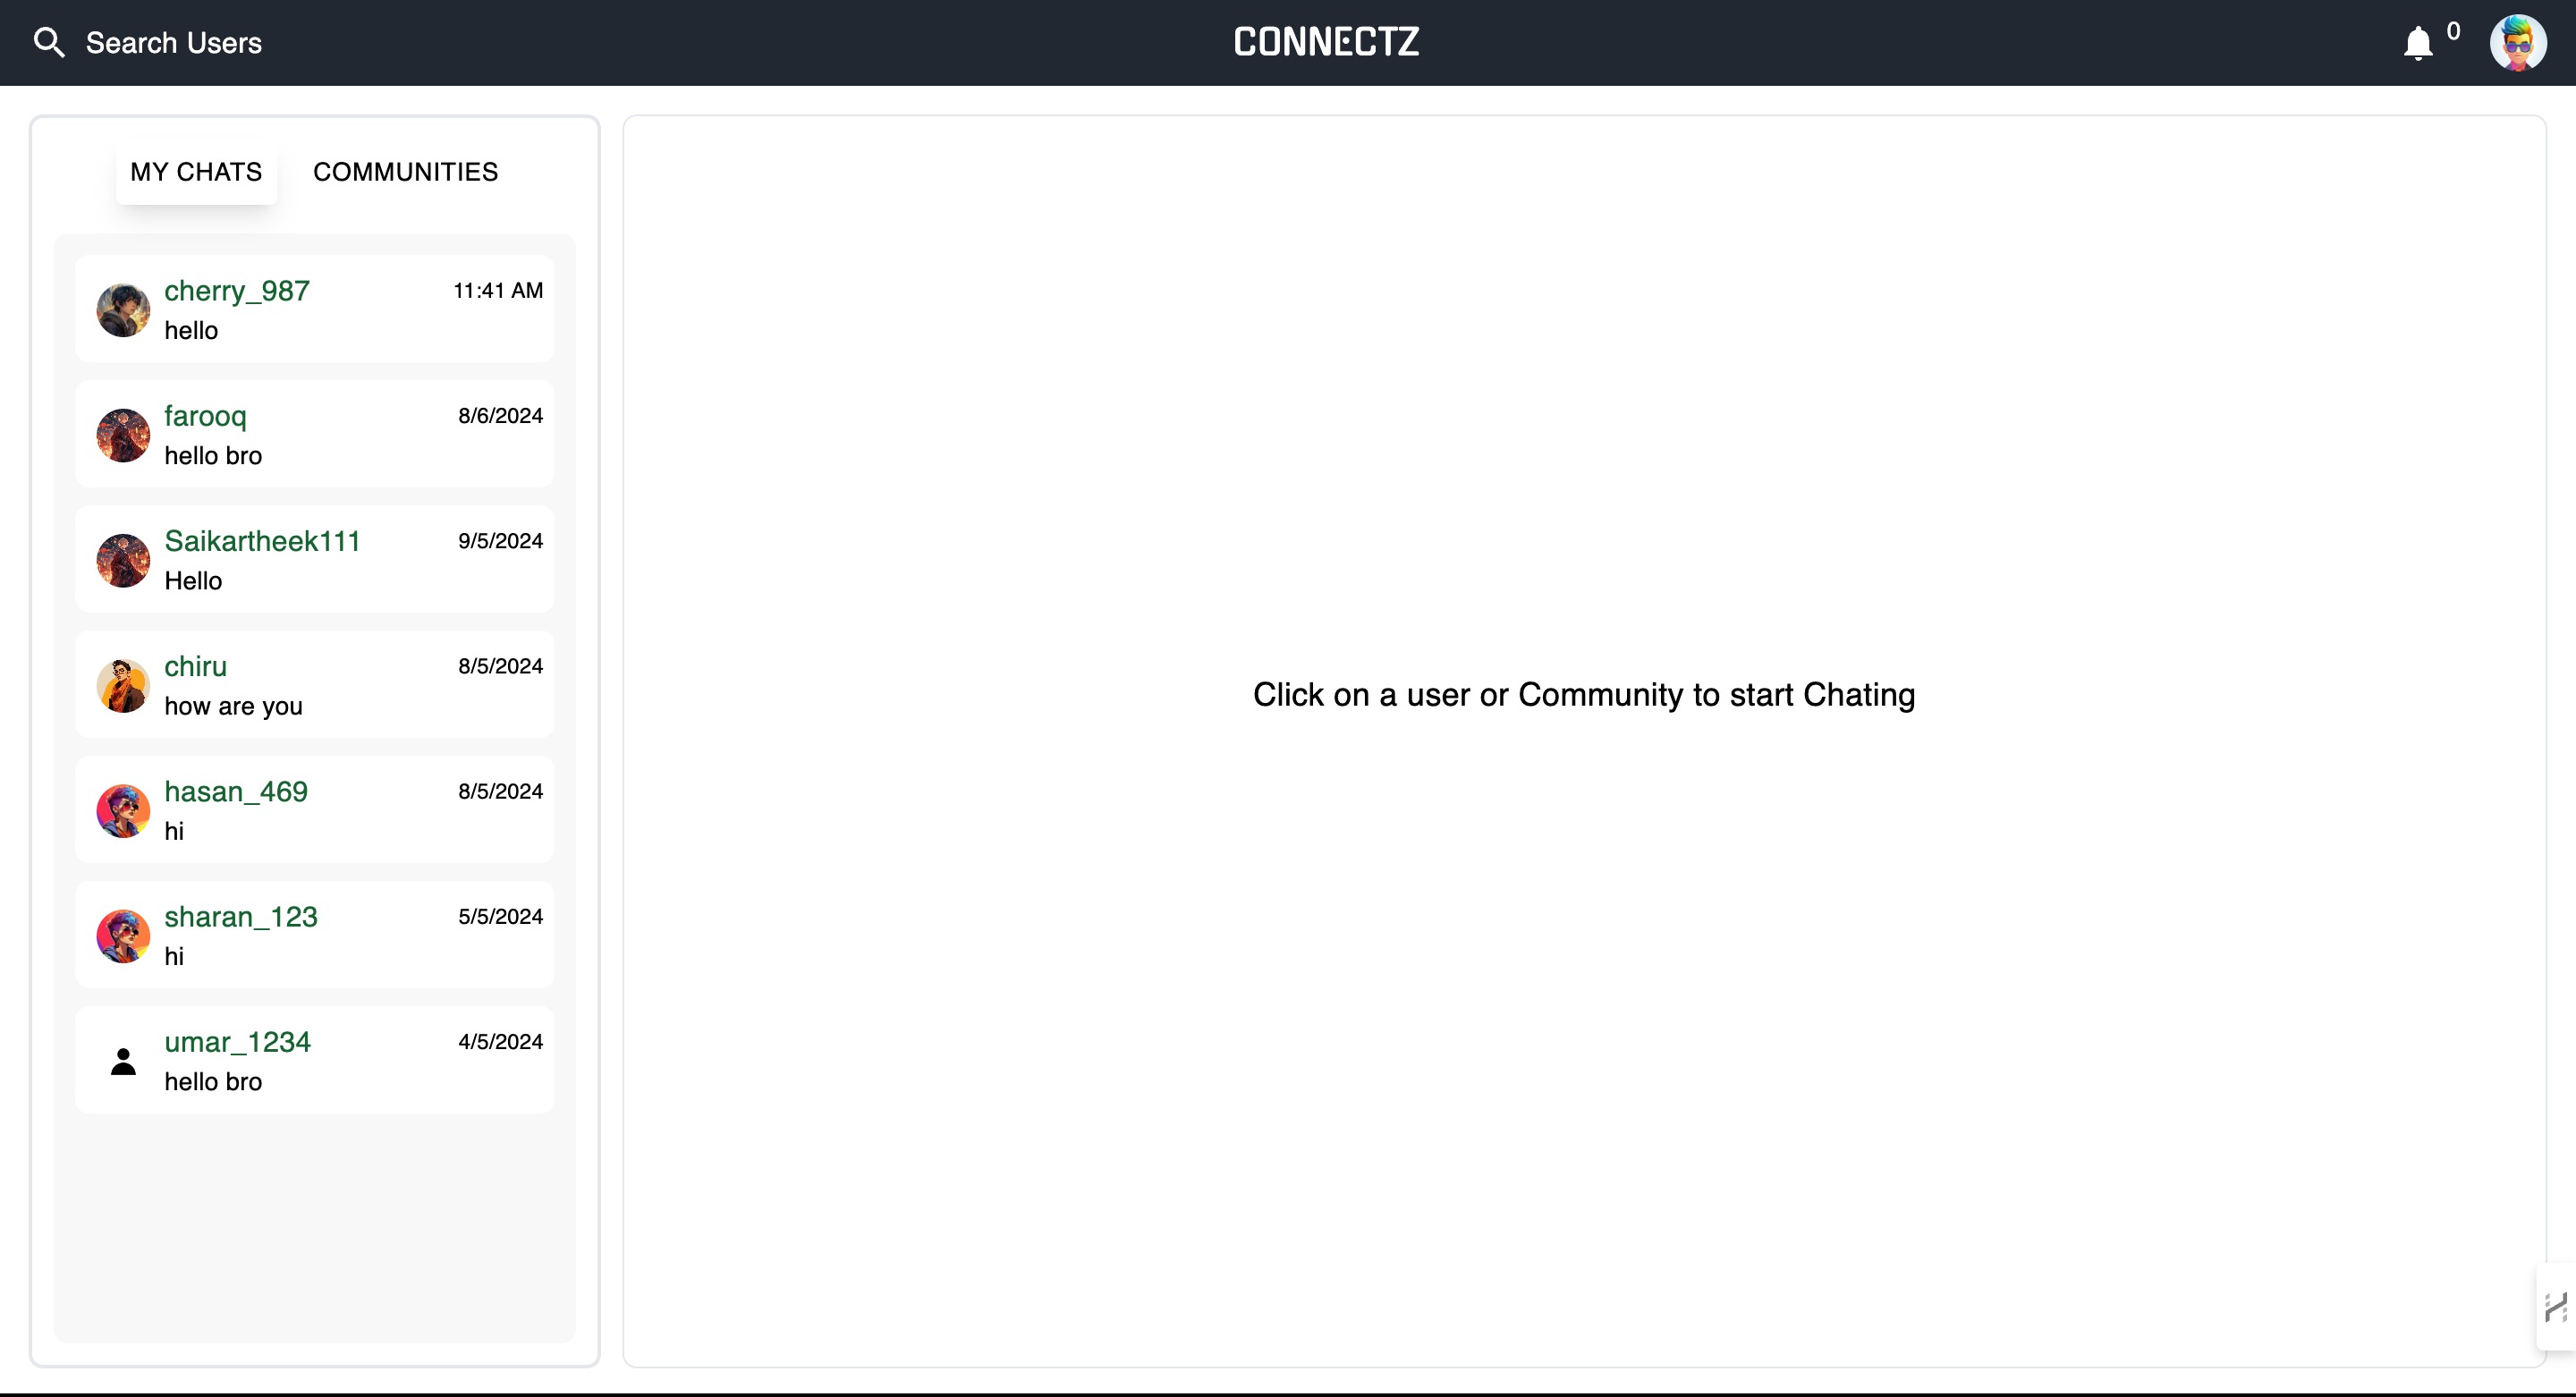 Search Users
CONNECTZ
0
MY CHATS
COMMUNITIES
cherry_987 11:41 AM
hello
farooq 8/6/2024
hello bro
Saikartheek111 9/5/2024
Hello
chiru 8/5/2024
how are you
hasan_469 8/5/2024
hi
sharan_123 5/5/2024
hi
umar_1234 4/5/2024
hello bro
Click on a user or Community to start Chating